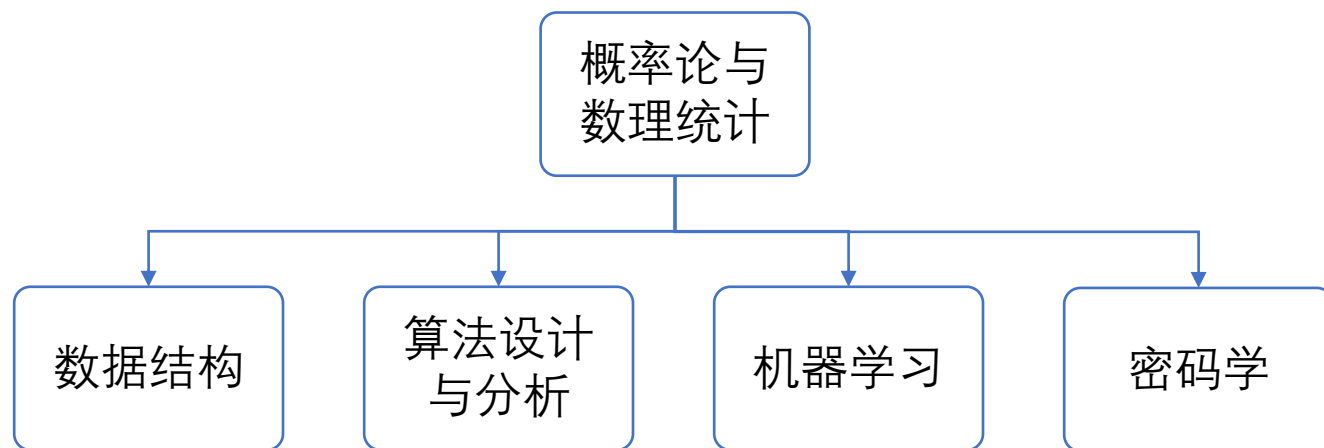 概率论与
数理统计
数据结构
算法设计
与分析
机器学习
密码学